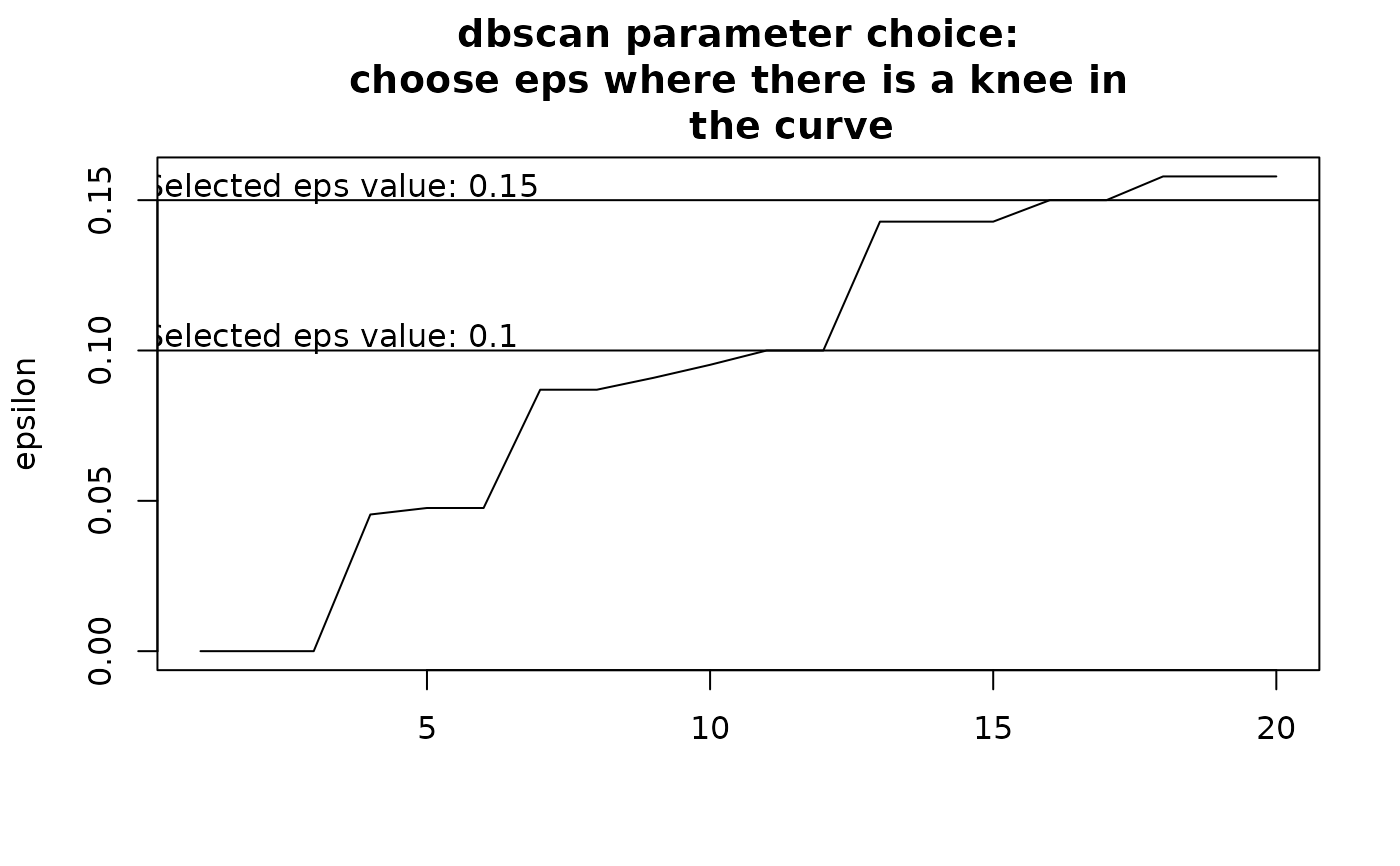 dbscan parameter choice:
choose eps where there is a knee in
the curve
Selected eps value: 0.15
Selected eps value: 0.1
epsilon
0.15
0.10
0.05
0.00
5 10 15 20